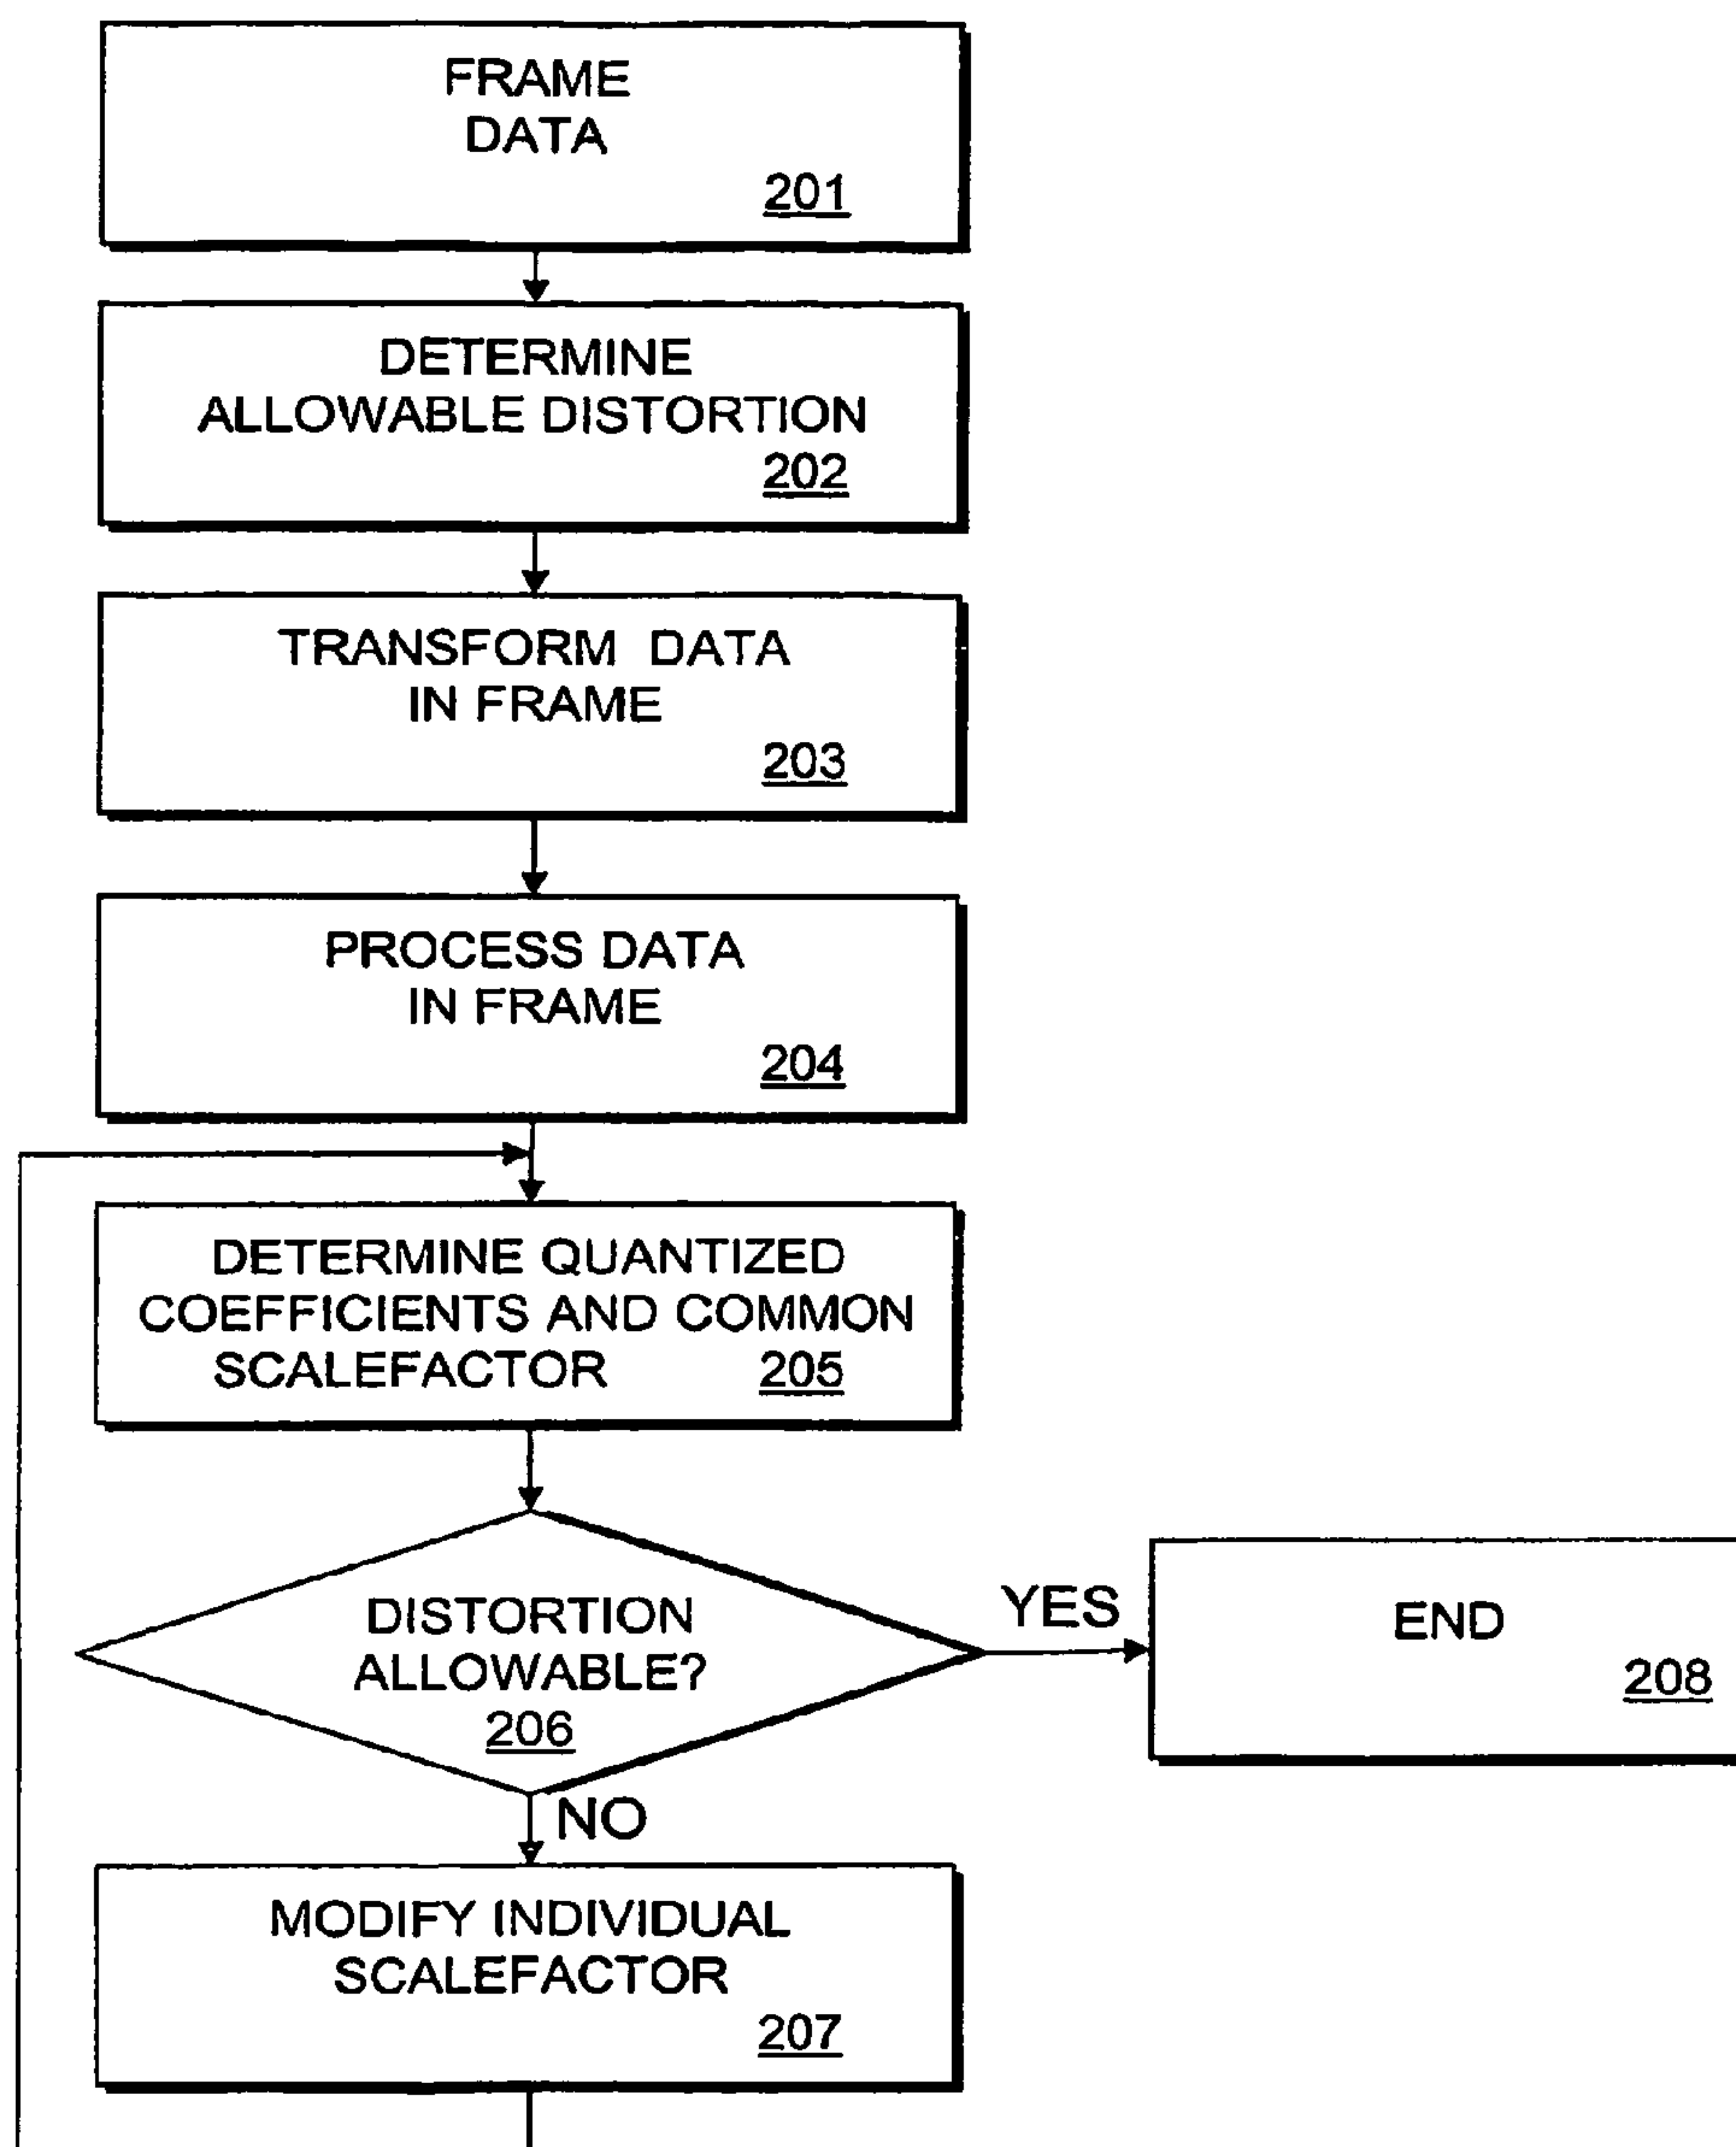 FRAME
DATA
201
DETERMINE
ALLOWABLE DISTORTION
202
TRANSFORM DATA
IN FRAME
203
PROCESS DATA
IN FRAME
204
DETERMINE QUANTIZED
COEFFICIENTS AND COMMON
SCALEFACTOR 205
DISTORTION
ALLOWABLE?
206
YES
END
208
NO
MODIFY INDIVIDUAL
SCALEFACTOR
207